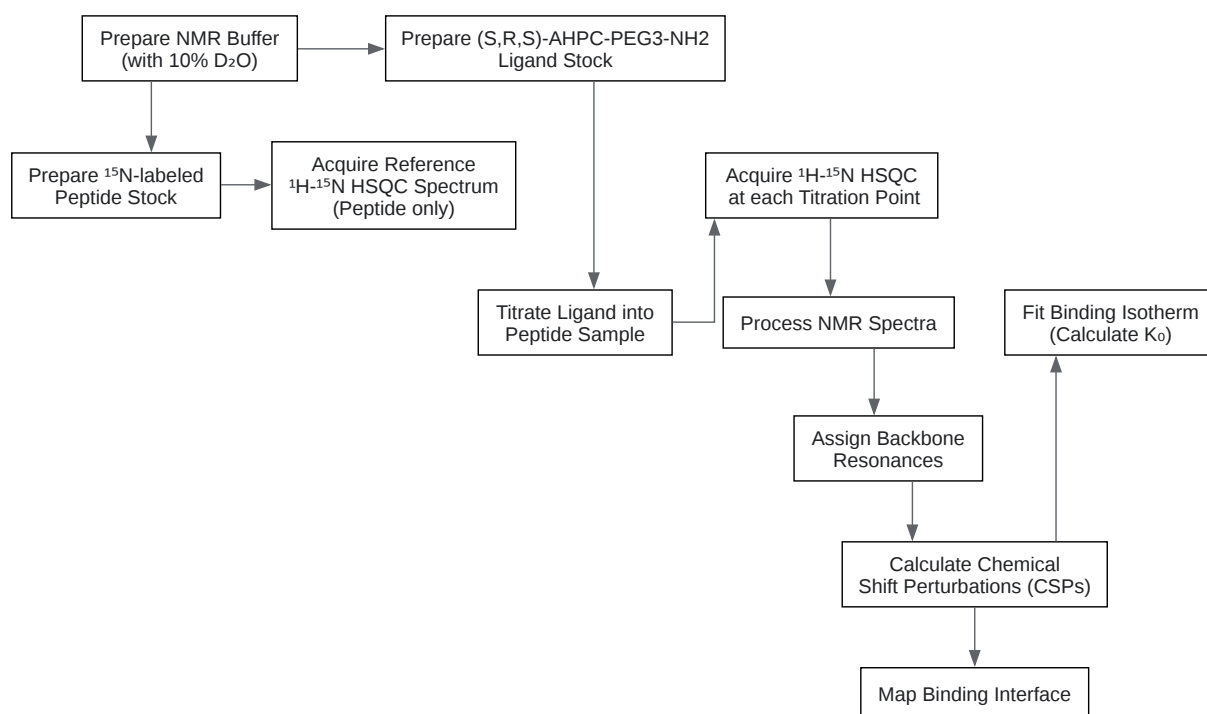 Prepare NMR Buffer
(with 10% D₂O)
Prepare (S,R,S)-AHPC-PEG3-NH2
Ligand Stock
Prepare ¹⁵N-labeled
Peptide Stock
Acquire Reference
¹H-¹⁵N HSQC Spectrum
(Peptide only)
Acquire ¹H-¹⁵N HSQC
at each Titration Point
Titrate Ligand into
Peptide Sample
Process NMR Spectra
Fit Binding Isotherm
(Calculate K₀)
Assign Backbone
Resonances
Calculate Chemical
Shift Perturbations (CSPs)
Map Binding Interface